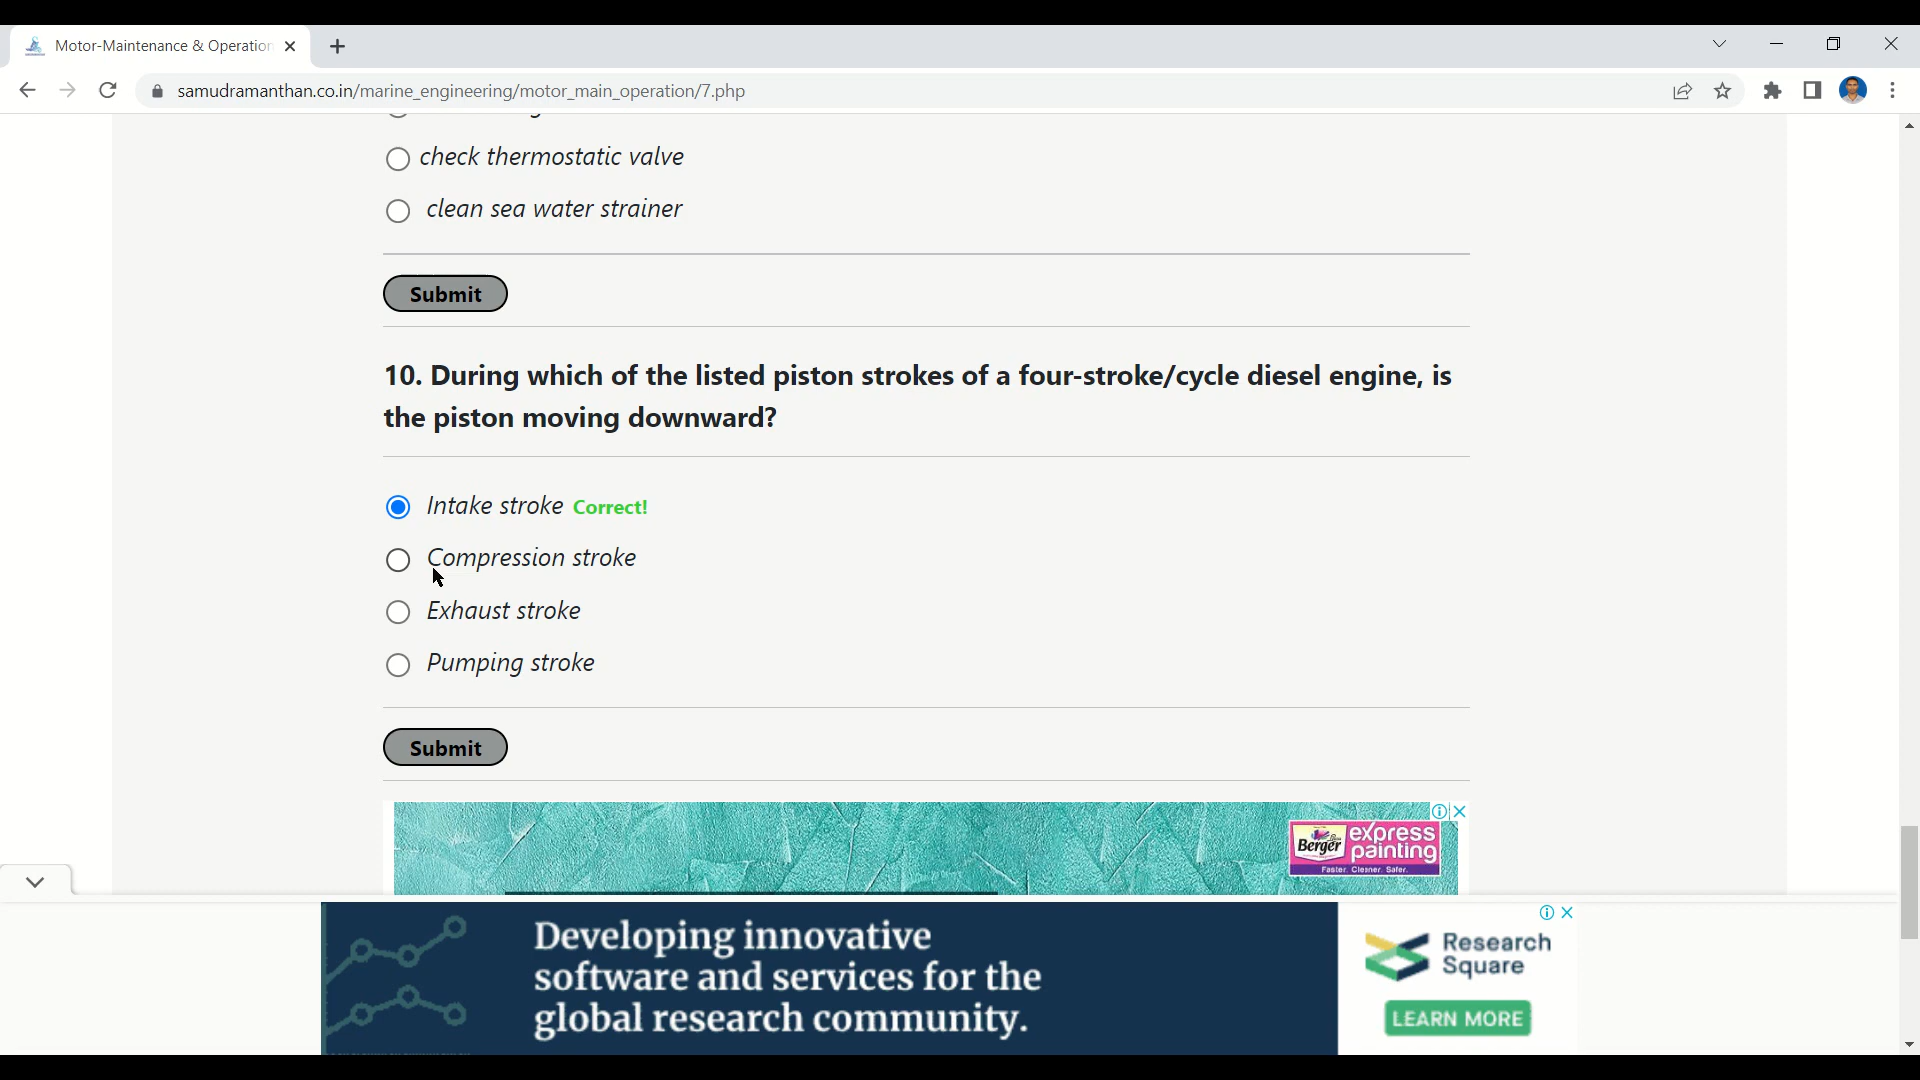 Motor-Maintenance & Operation
samudramanthan.co.in/marine_engineering/motor_main_operation/7.php
check thermostatic valve
clean sea water strainer
Submit
10. During which of the listed piston strokes of a four-stroke/cycle diesel engine, is
the piston moving downward?
Intake stroke Correct!
Compression stroke
Exhaust stroke
Pumping stroke
Submit
Berger express
painting
Faster. Cleaner. Safer.
Developing innovative
software and services for the
global research community.
Research
Square
LEARN MORE